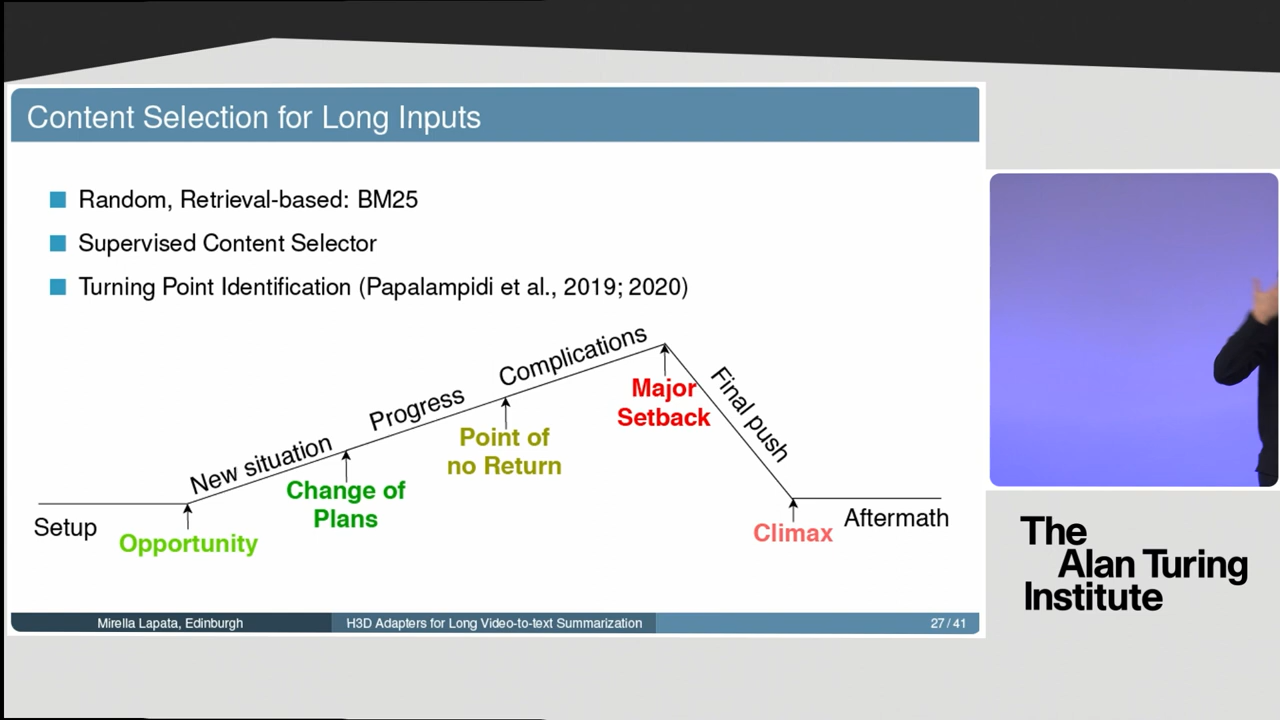 Content Selection for Long Inputs
Random, Retrieval-based: BM25
Supervised Content Selector
Turning Point Identification (Papalampidi et al., 2019; 2020)
Setup
Opportunity
New situation
Change of
Plans
Progress
Point of
no Return
Complications
Major
Setback
Final push
Climax
Aftermath
Mirella Lapata, Edinburgh
H3D Adapters for Long Video-to-text Summarization
27 / 41
The
Alan Turing
Institute